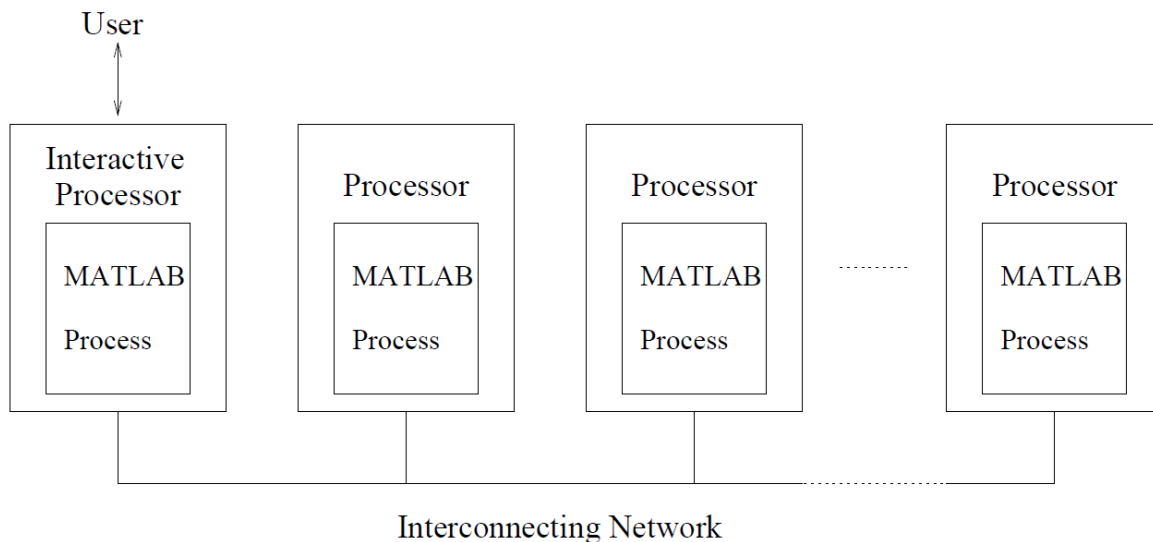 User
Interactive
Processor
MATLAB
Process
Processor
MATLAB
Process
Processor
MATLAB
Process
Processor
MATLAB
Process
Interconnecting Network